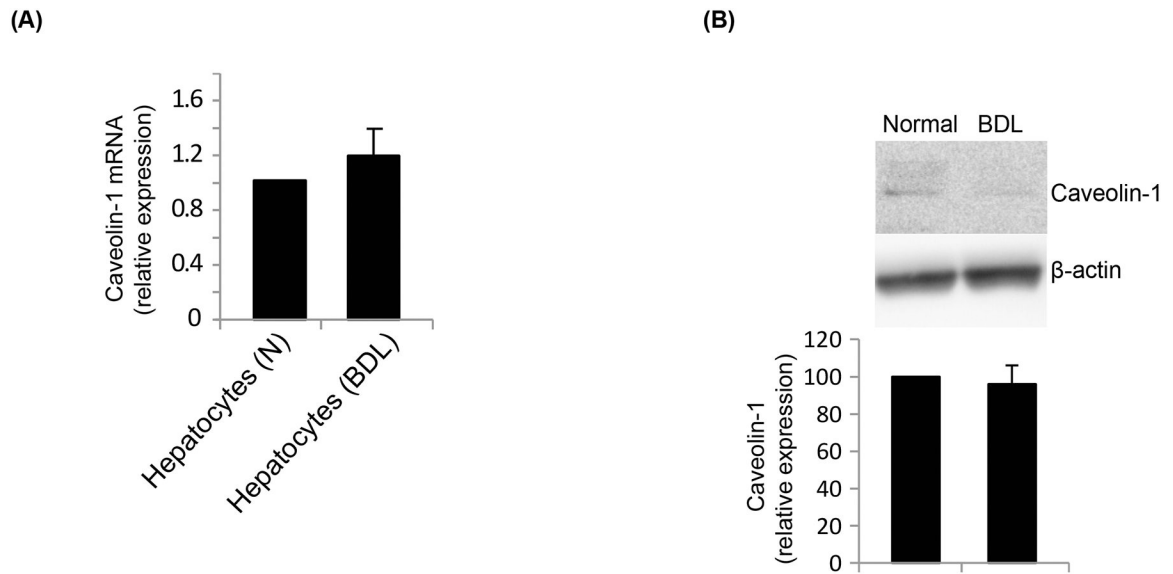 (A)
Caveolin-1 mRNA
(relative expression)
1.6
1.2
0.8
0.4
0
Hepatocytes (N)
Hepatocytes (BDL)
(B)
Normal BDL
Caveolin-1
β-actin
Caveolin-1
(relative expression)
120
100
80
60
40
20
0